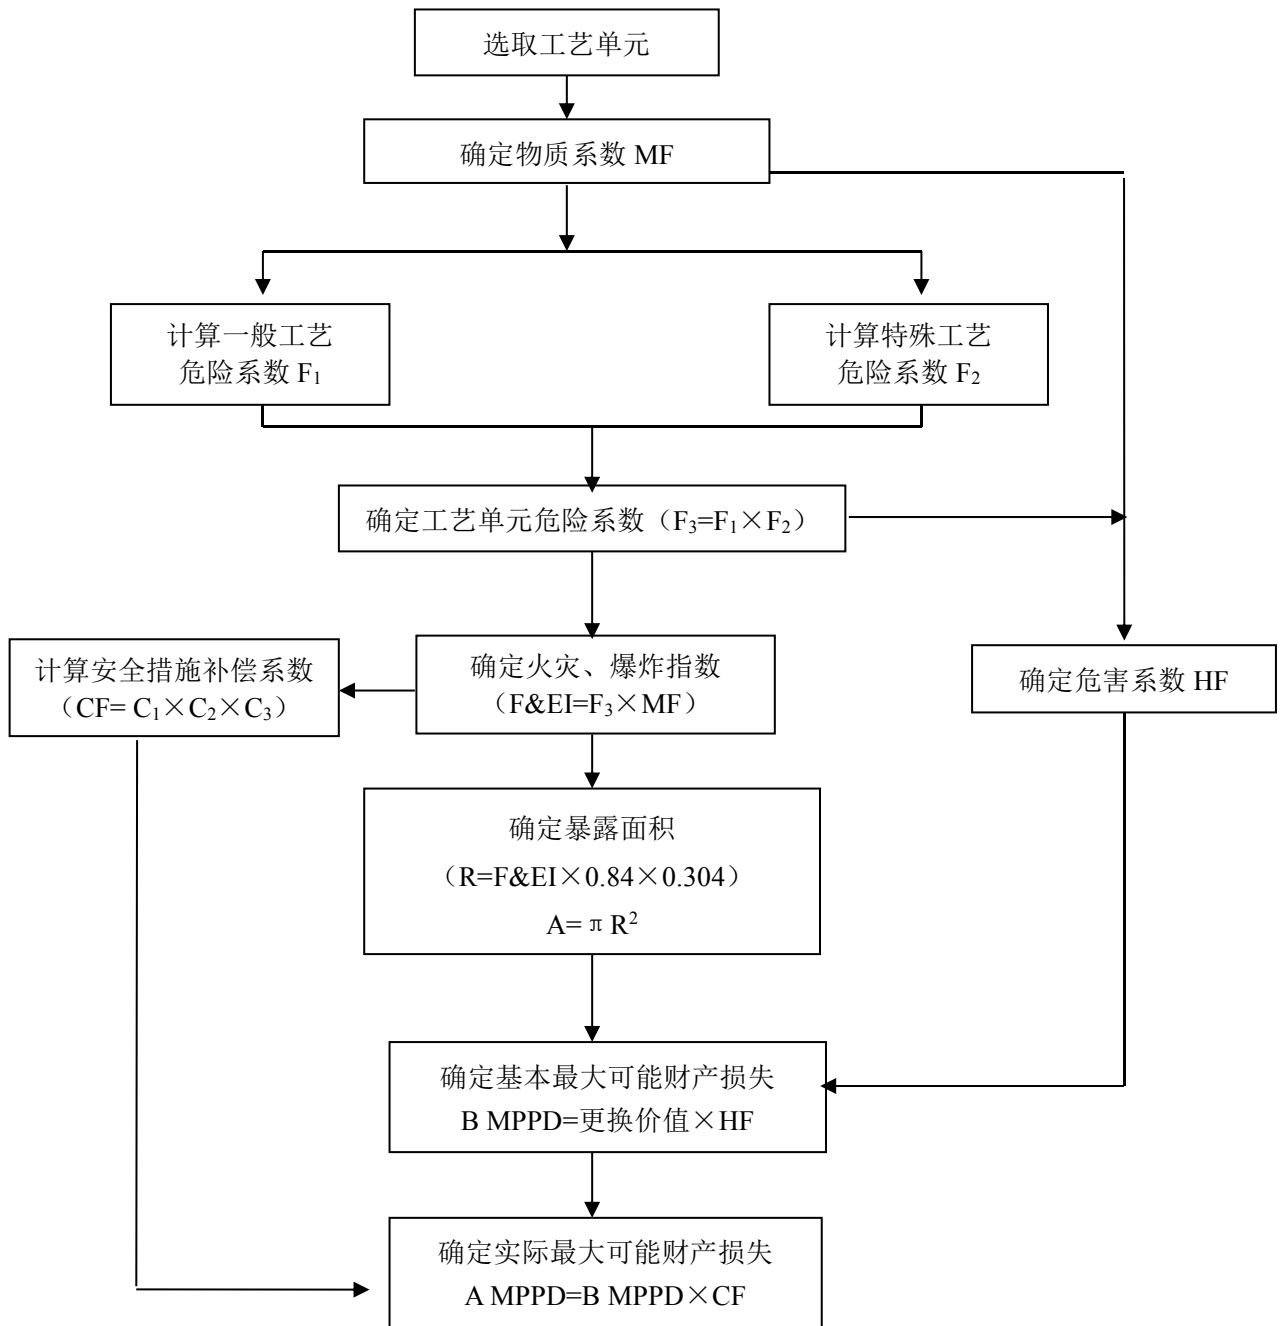 选取工艺单元
确定物质系数 MF
计算一般工艺
危险系数 F₁
计算特殊工艺
危险系数 F₂
确定工艺单元危险系数（F₃=F₁×F₂）
计算安全措施补偿系数
（CF= C₁×C₂×C₃）
确定火灾、爆炸指数
（F&EI=F₃×MF）
确定危害系数 HF
确定暴露面积
（R=F&EI×0.84×0.304）
A= π R²
确定基本最大可能财产损失
B MPPD=更换价值×HF
确定实际最大可能财产损失
A MPPD=B MPPD×CF